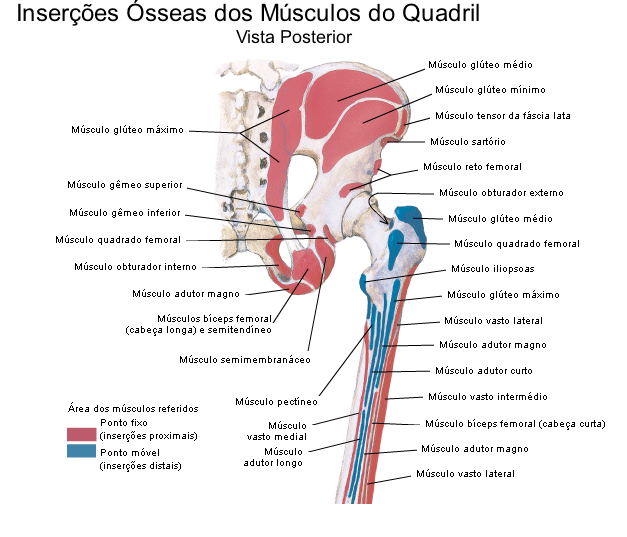 Inserções Ósseas dos Músculos do Quadril
Vista Posterior
Músculo glúteo médio
Músculo glúteo mínimo
Músculo tensor da fáscia lata
Músculo sartório
Músculo reto femoral
Músculo obturador externo
Músculo glúteo médio
Músculo quadrado femoral
Músculo iliopsoas
Músculo glúteo máximo
Músculo vasto lateral
Músculo adutor magno
Músculo adutor curto
Músculo vasto intermédio
Músculo bíceps femoral (cabeça curta)
Músculo adutor magno
Músculo vasto lateral
Músculo glúteo máximo
Músculo gêmeo superior
Músculo gêmeo inferior
Músculo quadrado femoral
Músculo obturador interno
Músculo adutor magno
Músculos bíceps femoral
(cabeça longa) e semitendíneo
Músculo semimembranáceo
Músculo pectíneo
Músculo
vasto medial
Músculo
adutor longo
Área dos músculos referidos
Ponto fixo
(inserções proximais)
Ponto móvel
(inserções distais)